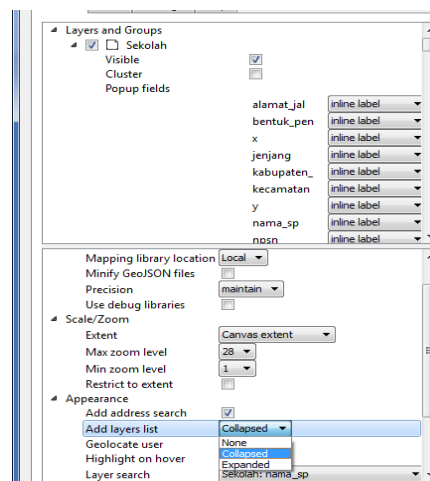 Layers and Groups
Sekolah
Visible
Cluster
Popup fields
alamat_jal inline label
bentuk_pen inline label
x inline label
jenjang inline label
kabupaten_ inline label
kecamatan inline label
y inline label
nama_sp inline label
npsn inline label
Mapping library location Local
Minify GeoJSON files
Precision maintain
Use debug libraries
Scale/Zoom
Extent Canvas extent
Max zoom level 28
Min zoom level 1
Restrict to extent
Appearance
Add address search
Add layers list Collapsed
Geolocate user None
Highlight on hover Collapsed
Expanded
Layer search Sekolah: nama_sp